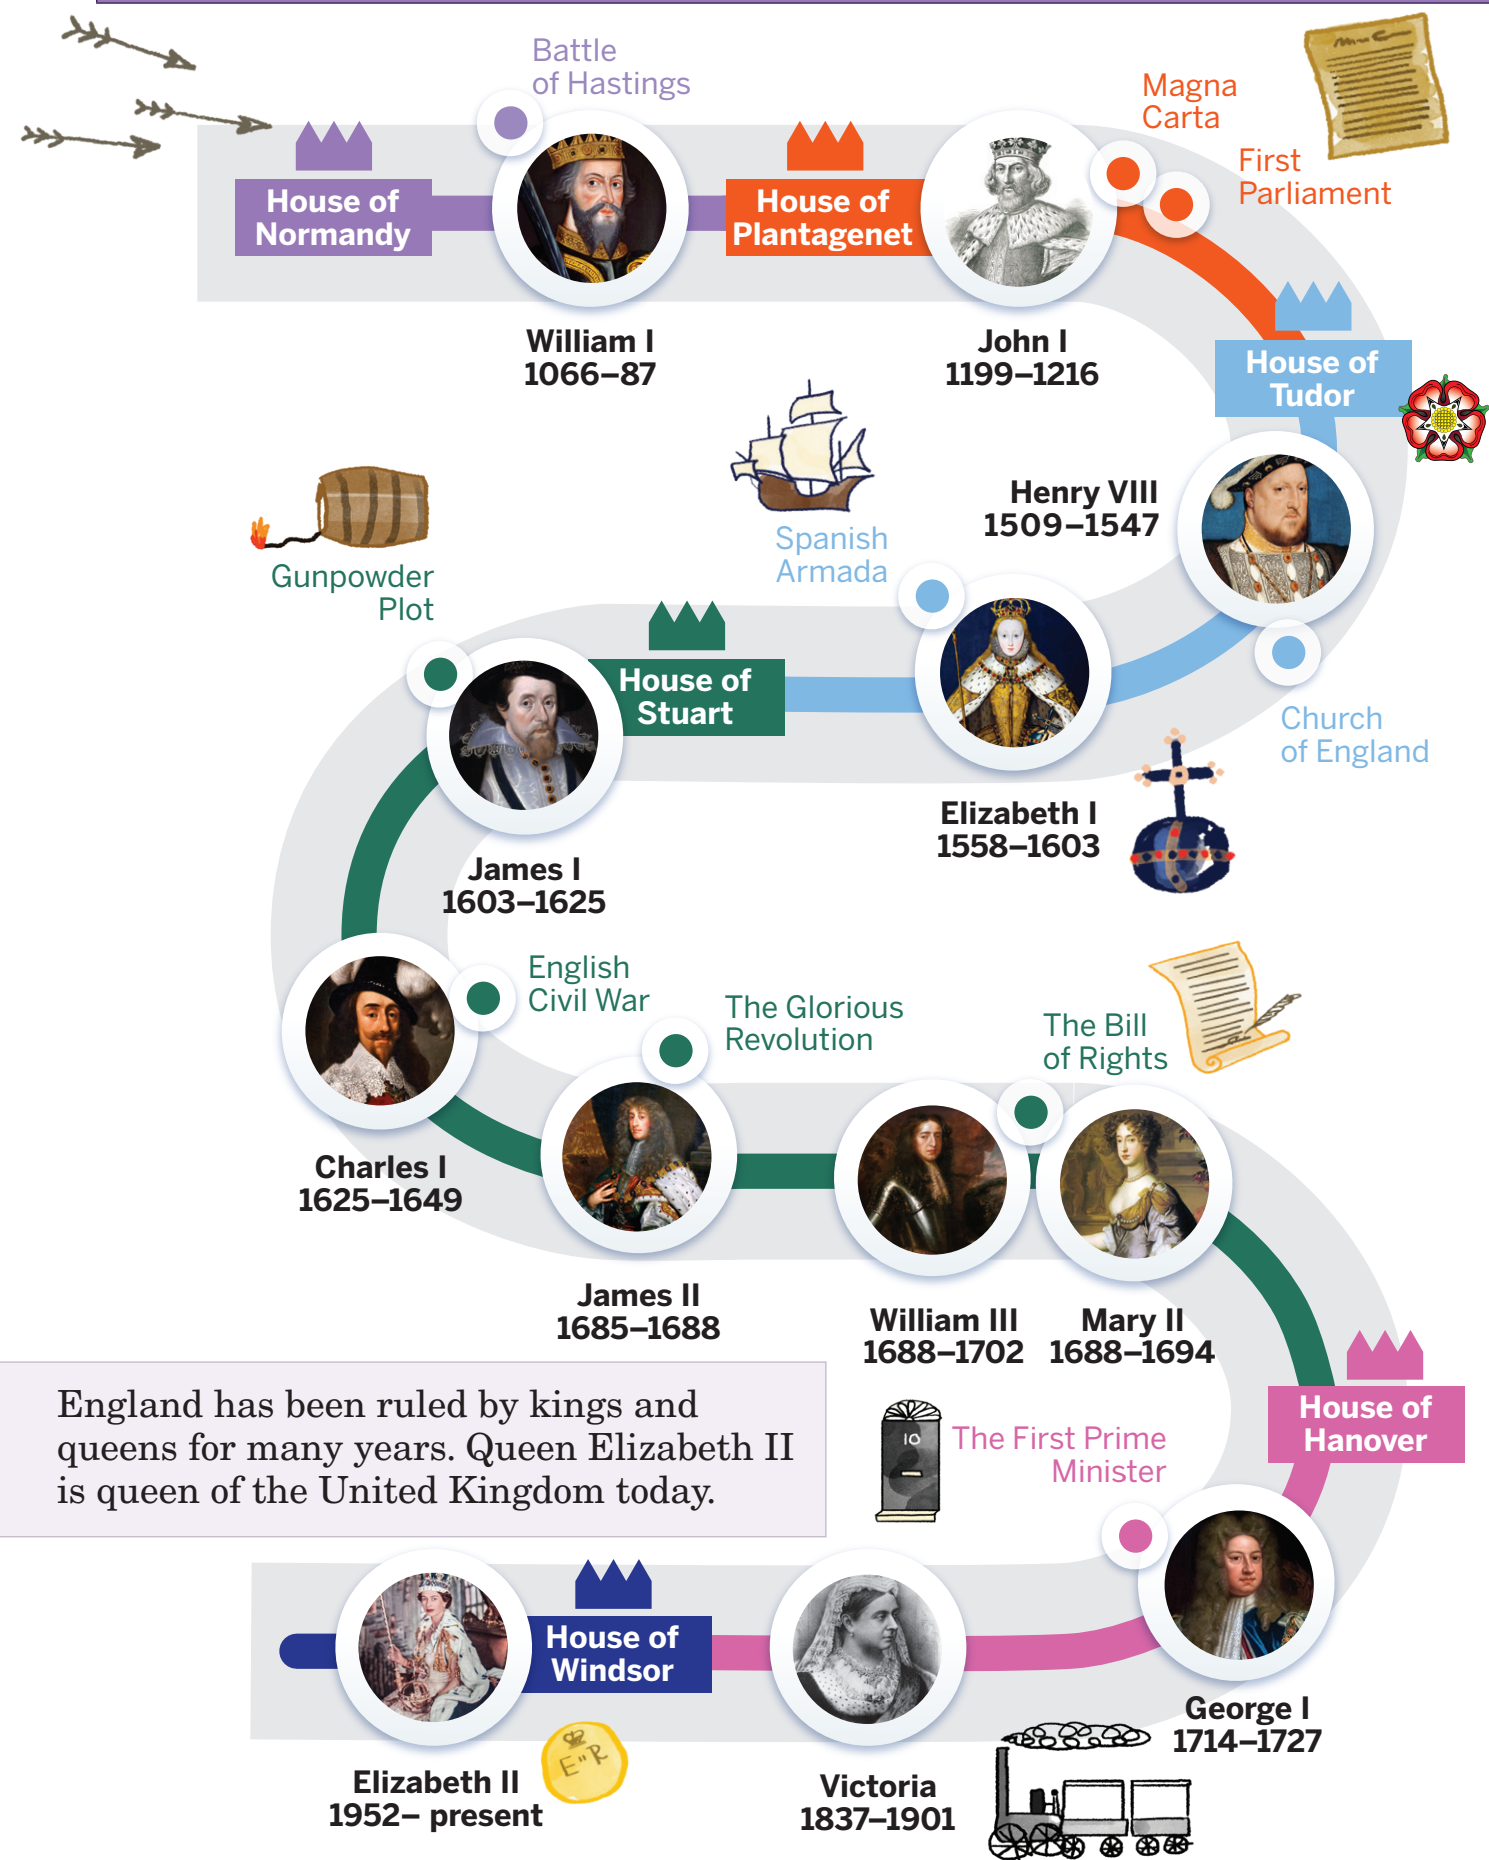 Battle
of Hastings
Magna
Carta
First
Parliament
House of
Normandy
House of
Plantagenet
William I
1066–87
John I
1199–1216
House of
Tudor
Henry VIII
1509–1547
Spanish
Armada
Gunpowder
Plot
House of
Stuart
Church
of England
Elizabeth I
1558–1603
James I
1603–1625
English
Civil War
The Glorious
Revolution
The Bill
of Rights
Charles I
1625–1649
James II
1685–1688
William III
1688–1702
Mary II
1688–1694
England has been ruled by kings and
queens for many years. Queen Elizabeth II
is queen of the United Kingdom today.
10
The First Prime
Minister
House of
Hanover
House of
Windsor
George I
1714–1727
Elizabeth II
1952– present
E II R
Victoria
1837–1901